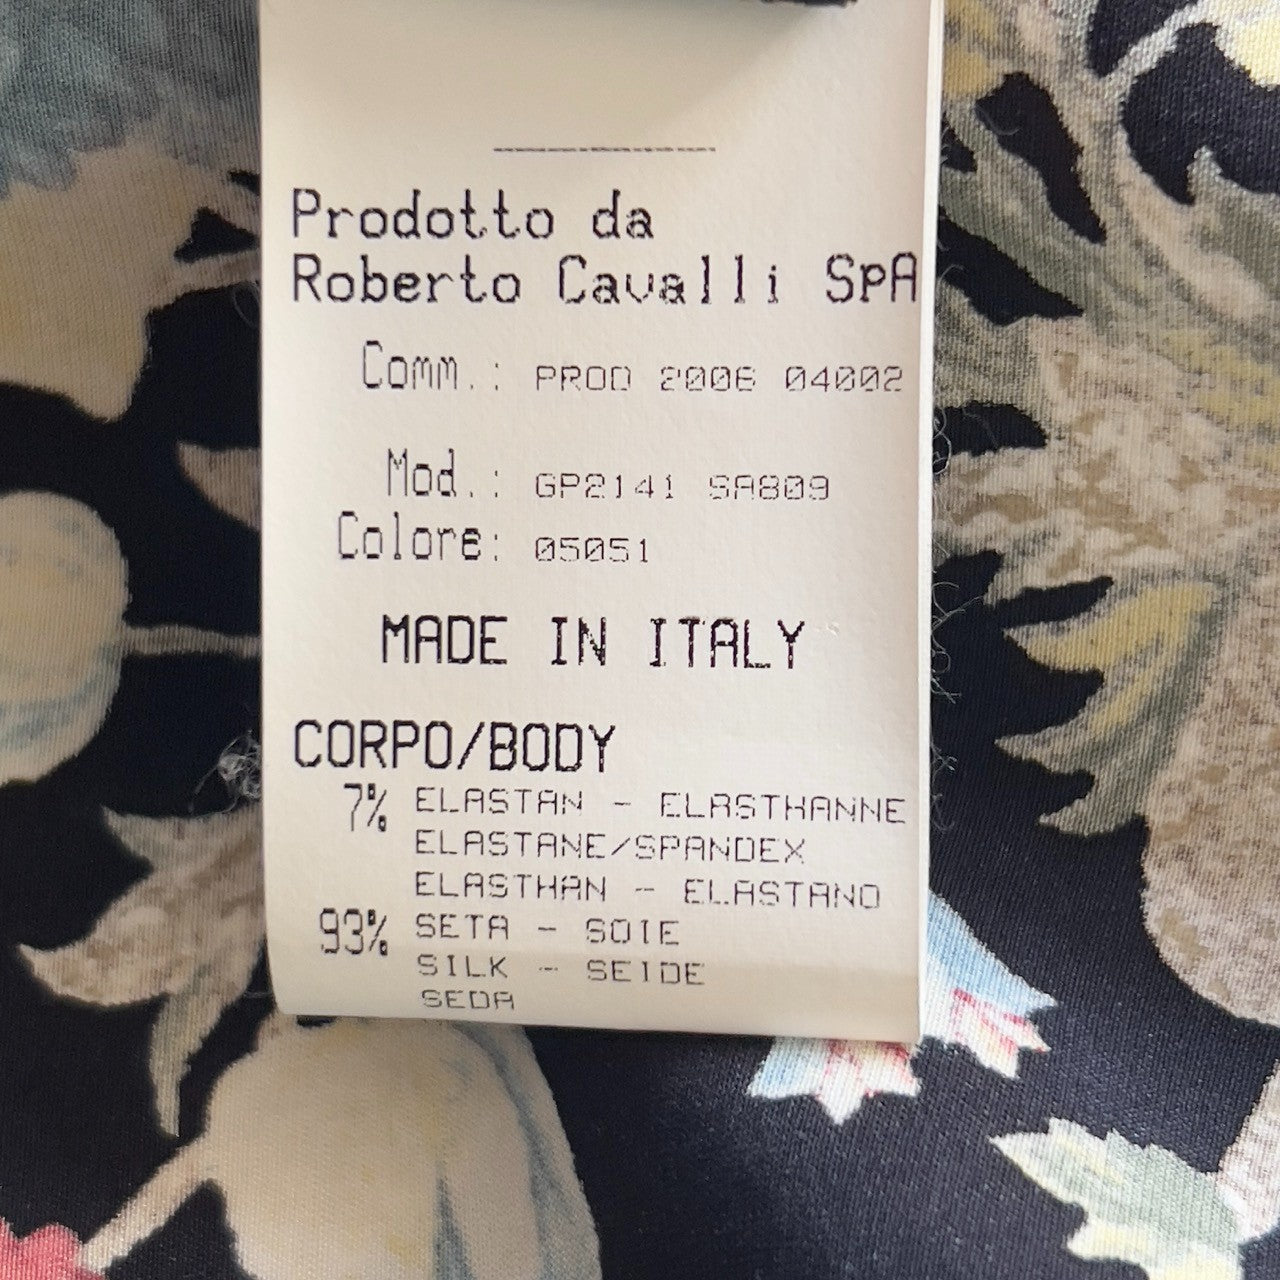 Prodotto da
Roberto Cavalli SpA
Comm.: PROD 2006 04002
Mod.: GP2141 SA809
Colore: 05051
MADE IN ITALY
CORPO/BODY
7% ELASTAN - ELASTHANNE
ELASTANE/SPANDEX
ELASTHAN - ELASTANO
93% SETA - SOIE
SILK - SEIDE
SEDA